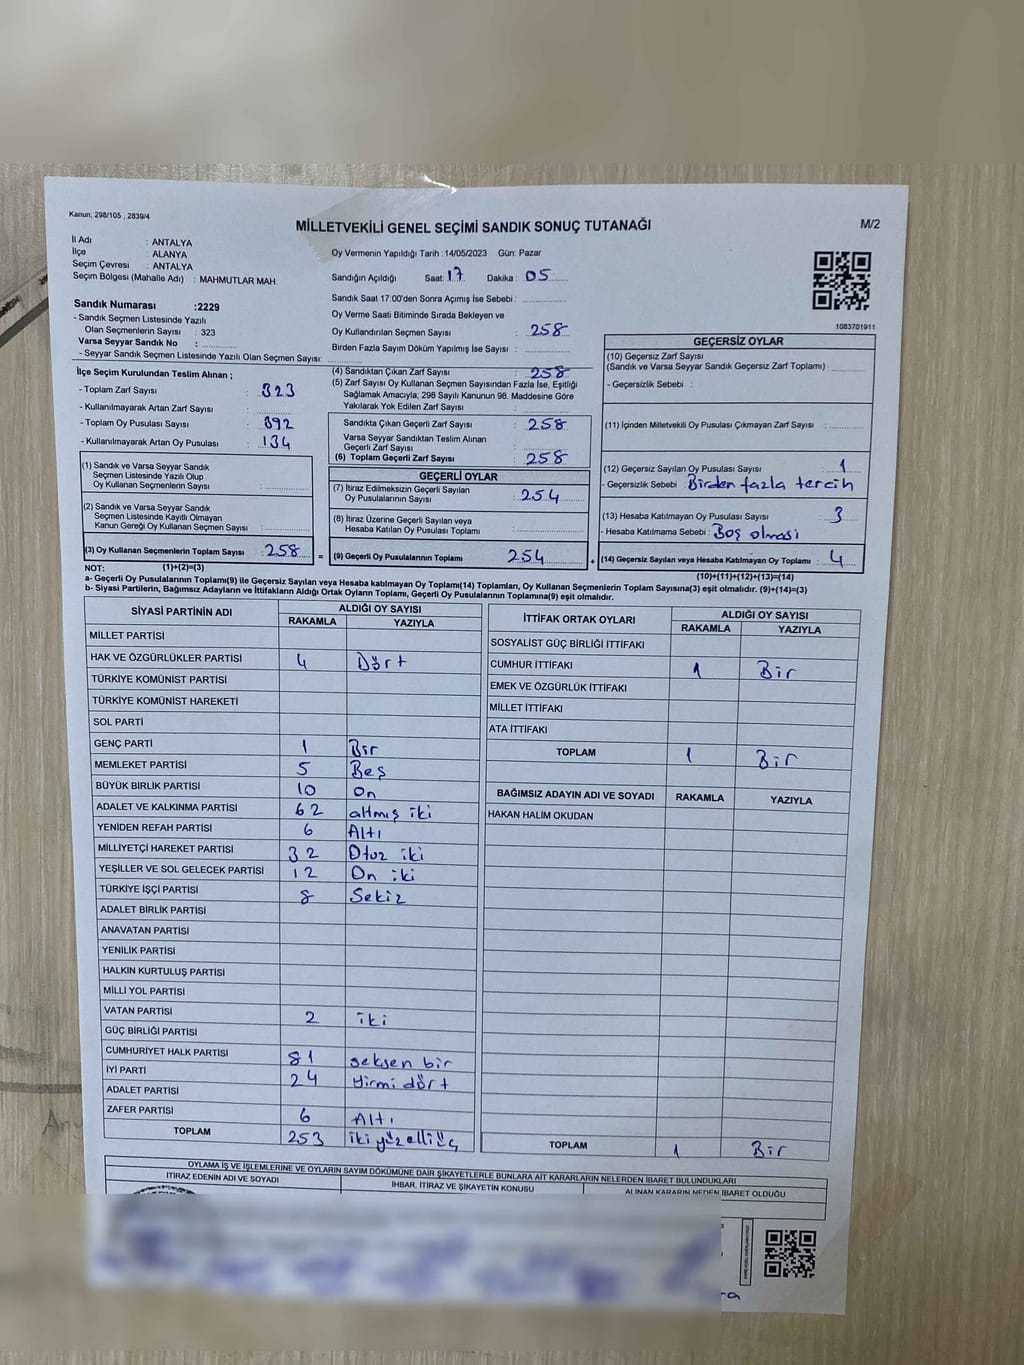 Kanun; 298/105 , 2839/4
MİLLETVEKİLİ GENEL SEÇİMİ SANDIK SONUÇ TUTANAĞI
M/2
İl Adı : ANTALYA
İlçe : ALANYA
Seçim Çevresi : ANTALYA
Seçim Bölgesi (Mahalle Adı) : MAHMUTLAR MAH.
Oy Vermenin Yapıldığı Tarih : 14/05/2023 Gün: Pazar
Sandığın Açıldığı Saat: 17 Dakika : 05
Sandık Saat 17:00'den Sonra Açımış İse Sebebi :
Oy Verme Saati Bitiminde Sırada Bekleyen ve
Oy Kullandırılan Seçmen Sayısı : 258
Birden Fazla Sayım Döküm Yapılmış İse Sayısı :
1083701911
Sandık Numarası :2229
- Sandık Seçmen Listesinde Yazılı
Olan Seçmenlerin Sayısı : 323
Varsa Seyyar Sandık No :
- Seyyar Sandık Seçmen Listesinde Yazılı Olan Seçmen Sayısı:
İlçe Seçim Kurulundan Teslim Alınan ;
- Toplam Zarf Sayısı : 323
- Kullanılmayarak Artan Zarf Sayısı :
- Toplam Oy Pusulası Sayısı : 392
- Kullanılmayarak Artan Oy Pusulası : 134
(1) Sandık ve Varsa Seyyar Sandık
Seçmen Listesinde Yazılı Olup
Oy Kullanan Seçmenlerin Sayısı :
(2) Sandık ve Varsa Seyyar Sandık
Seçmen Listesinde Kayıtlı Olmayan
Kanun Gereği Oy Kullanan Seçmen Sayısı :
(3) Oy Kullanan Seçmenlerin Toplam Sayısı : 258 =
(4) Sandıktan Çıkan Zarf Sayısı : 258
(5) Zarf Sayısı Oy Kullanan Seçmen Sayısından Fazla İse, Eşitliği
Sağlamak Amacıyla; 298 Sayılı Kanunun 98. Maddesine Göre
Yakılarak Yok Edilen Zarf Sayısı :
Sandıkta Çıkan Geçerli Zarf Sayısı : 258
Varsa Seyyar Sandıktan Teslim Alınan
Geçerli Zarf Sayısı :
(6) Toplam Geçerli Zarf Sayısı : 258
GEÇERLİ OYLAR
(7) İtiraz Edilmeksizin Geçerli Sayılan
Oy Pusulalarının Sayısı : 254
(8) İtiraz Üzerine Geçerli Sayılan veya
Hesaba Katılan Oy Pusulası Toplamı :
(9) Geçerli Oy Pusulalarının Toplamı 254 +
GEÇERSİZ OYLAR
(10) Geçersiz Zarf Sayısı
(Sandık ve Varsa Seyyar Sandık Geçersiz Zarf Toplamı) :
- Geçersizlik Sebebi :
(11) İçinden Milletvekili Oy Pusulası Çıkmayan Zarf Sayısı :
(12) Geçersiz Sayılan Oy Pusulası Sayısı : 1
- Geçersizlik Sebebi : Birden fazla tercih
(13) Hesaba Katılmayan Oy Pusulası Sayısı : 3
- Hesaba Katılmama Sebebi : Boş olması
(14) Geçersiz Sayılan veya Hesaba Katılmayan Oy Toplamı : 4
NOT: (1)+(2)=(3) (10)+(11)+(12)+(13)=(14)
a- Geçerli Oy Pusulalarının Toplamı(9) ile Geçersiz Sayılan veya Hesaba katılmayan Oy Toplamı(14) Toplamları, Oy Kullanan Seçmenlerin Toplam Sayısına(3) eşit olmalıdır. (9)+(14)=(3)
b- Siyasi Partilerin, Bağımsız Adayların ve İttifakların Aldığı Ortak Oyların Toplamı, Geçerli Oy Pusulalarının Toplamına(9) eşit olmalıdır.
SİYASİ PARTİNİN ADI ALDIĞI OY SAYISI
RAKAMLA YAZIYLA
MİLLET PARTİSİ
HAK VE ÖZGÜRLÜKLER PARTİSİ 4 Dört
TÜRKİYE KOMÜNİST PARTİSİ
TÜRKİYE KOMÜNİST HAREKETİ
SOL PARTİ
GENÇ PARTİ 1 Bir
MEMLEKET PARTİSİ 5 Beş
BÜYÜK BİRLİK PARTİSİ 10 On
ADALET VE KALKINMA PARTİSİ 62 altmış iki
YENİDEN REFAH PARTİSİ 6 Altı
MİLLİYETÇİ HAREKET PARTİSİ 32 Otuz iki
YEŞİLLER VE SOL GELECEK PARTİSİ 12 On iki
TÜRKİYE İŞÇİ PARTİSİ 8 Sekiz
ADALET BİRLİK PARTİSİ
ANAVATAN PARTİSİ
YENİLİK PARTİSİ
HALKIN KURTULUŞ PARTİSİ
MİLLİ YOL PARTİSİ
VATAN PARTİSİ 2 iki
GÜÇ BİRLİĞİ PARTİSİ
CUMHURİYET HALK PARTİSİ 81 seksen bir
İYİ PARTİ 24 Yirmi dört
ADALET PARTİSİ
ZAFER PARTİSİ 6 Altı
TOPLAM 253 iki yüz elli üç
İTTİFAK ORTAK OYLARI ALDIĞI OY SAYISI
RAKAMLA YAZIYLA
SOSYALİST GÜÇ BİRLİĞİ İTTİFAKI
CUMHUR İTTİFAKI 1 Bir
EMEK VE ÖZGÜRLÜK İTTİFAKI
MİLLET İTTİFAKI
ATA İTTİFAKI
TOPLAM 1 Bir
BAĞIMSIZ ADAYIN ADI VE SOYADI RAKAMLA YAZIYLA
HAKAN HALİM OKUDAN
TOPLAM 1 Bir
OYLAMA İŞ VE İŞLEMLERİNE VE OYLARIN SAYIM DÖKÜMÜNE DAİR ŞİKAYETLERLE BUNLARA AİT KARARLARIN NELERDEN İBARET BULUNDUKLARI
İTİRAZ EDENİN ADI VE SOYADI İHBAR, İTİRAZ VE ŞİKAYETİN KONUSU ALINAN KARARIN NEDEN İBARET OLDUĞU